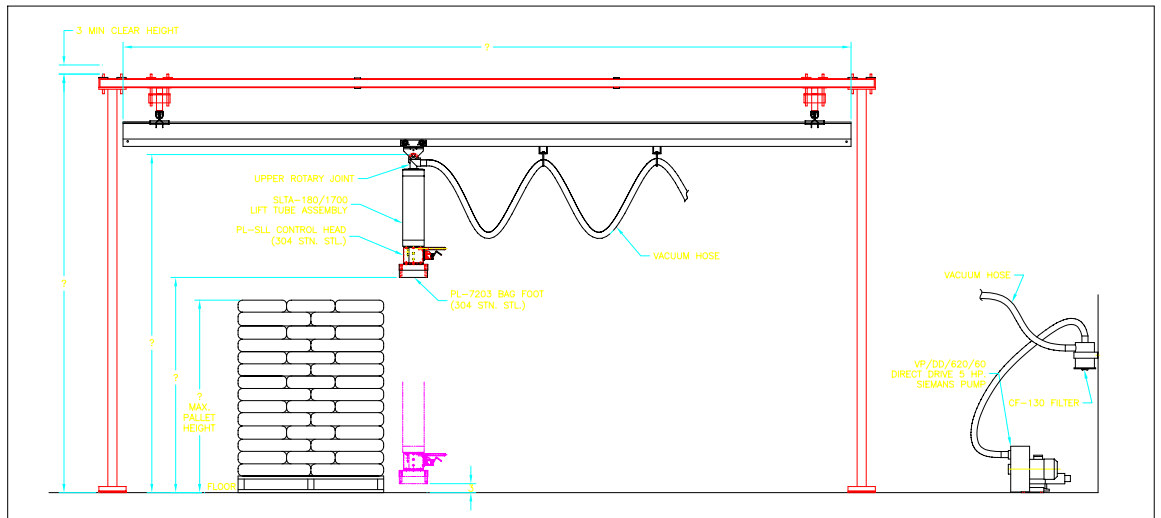 3 MIN. CLEAR HEIGHT
?
UPPER ROTARY JOINT
SLTA-160/1700
LIFT TUBE ASSEMBLY
PL-SLL CONTROL HEAD
(304 STN. STL.)
VACUUM HOSE
PL-7203 BAG FOOT
(304 STN. STL.)
?
?
?
?
MAX.
PALLET
HEIGHT
FLOOR
VACUUM HOSE
VP/DD/620/60
DIRECT DRIVE 5 HP.
SIEMANS PUMP
CF-130 FILTER